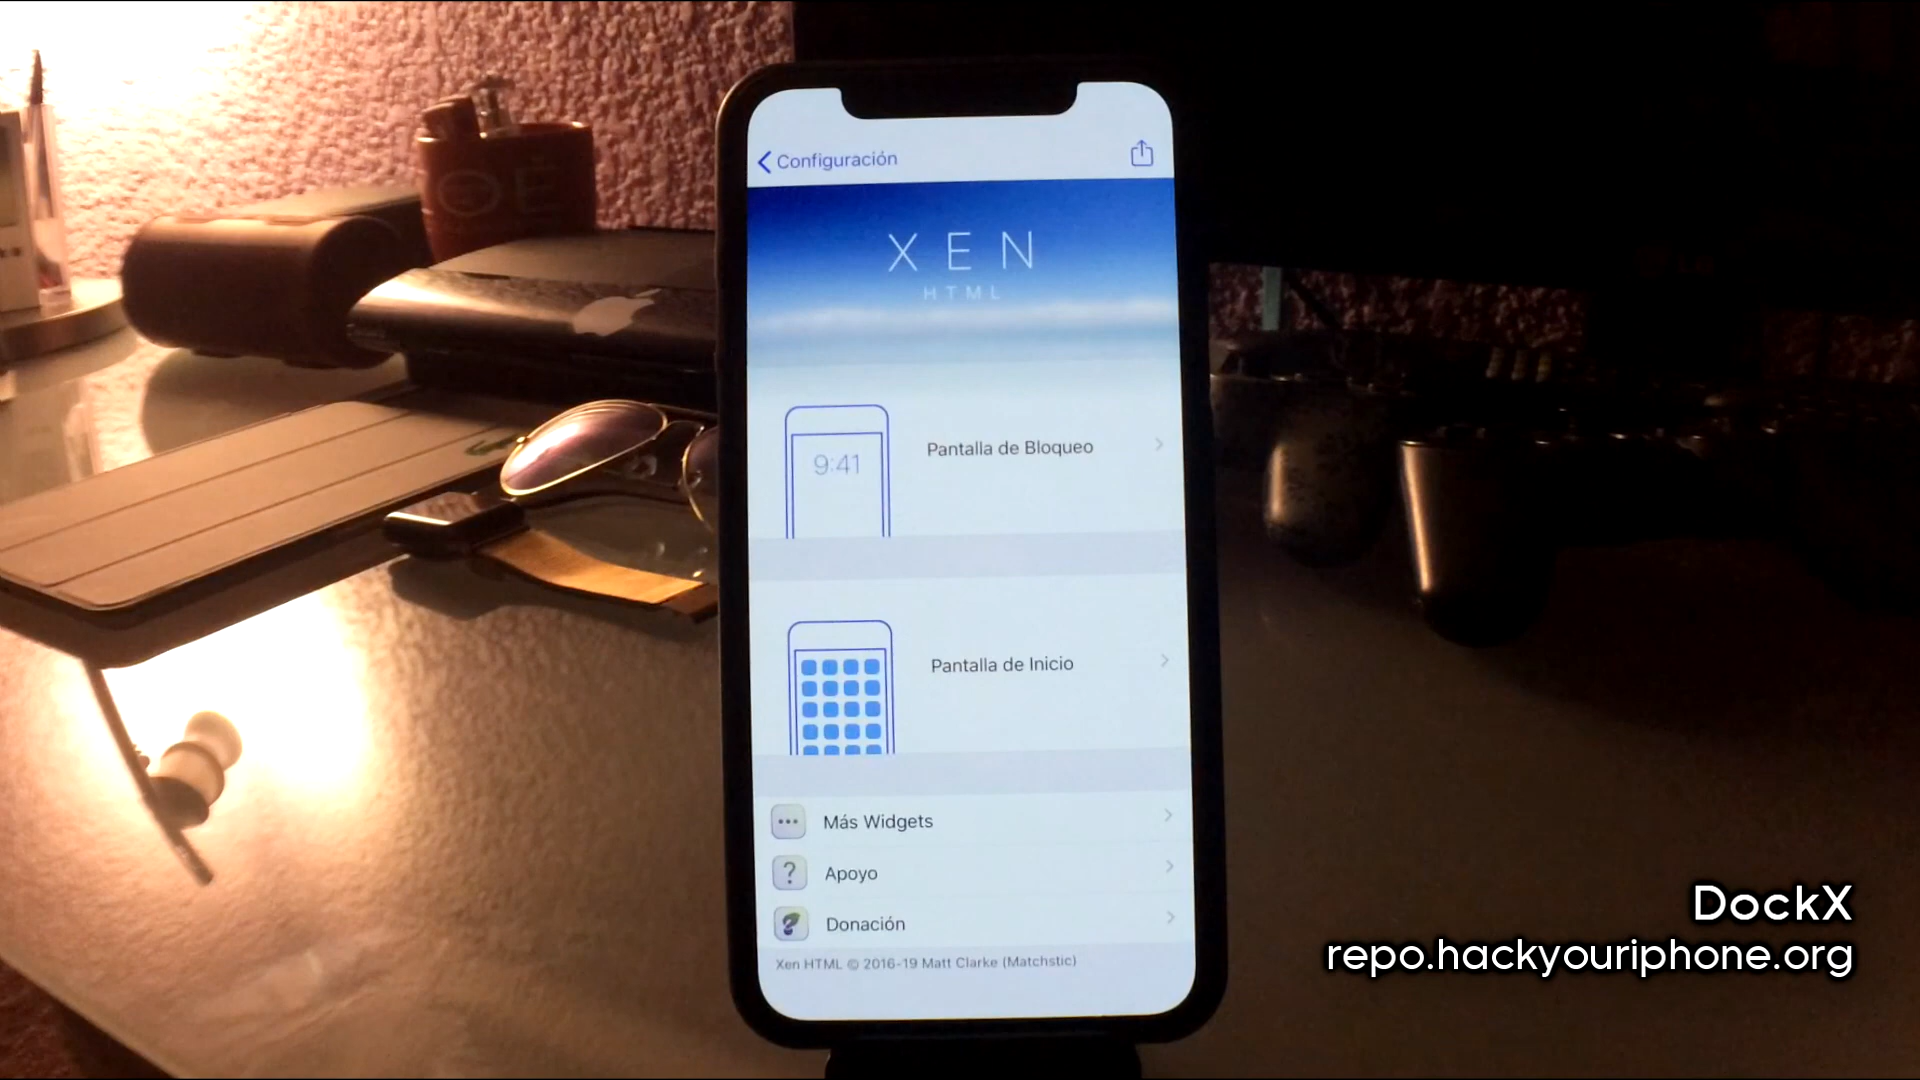 Configuración
XEN
HTML
9:41
Pantalla de Bloqueo
Pantalla de Inicio
Más Widgets
?
Apoyo
Donación
Xen HTML © 2016-19 Matt Clarke (Matchstic)
DockX
repo.hackyouriphone.org